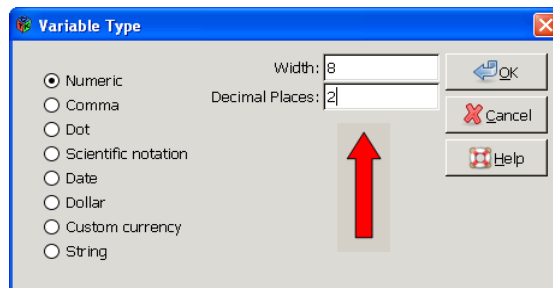 Variable Type
Numeric
Comma
Dot
Scientific notation
Date
Dollar
Custom currency
String
Width: 8
Decimal Places: 2
OK
Cancel
Help